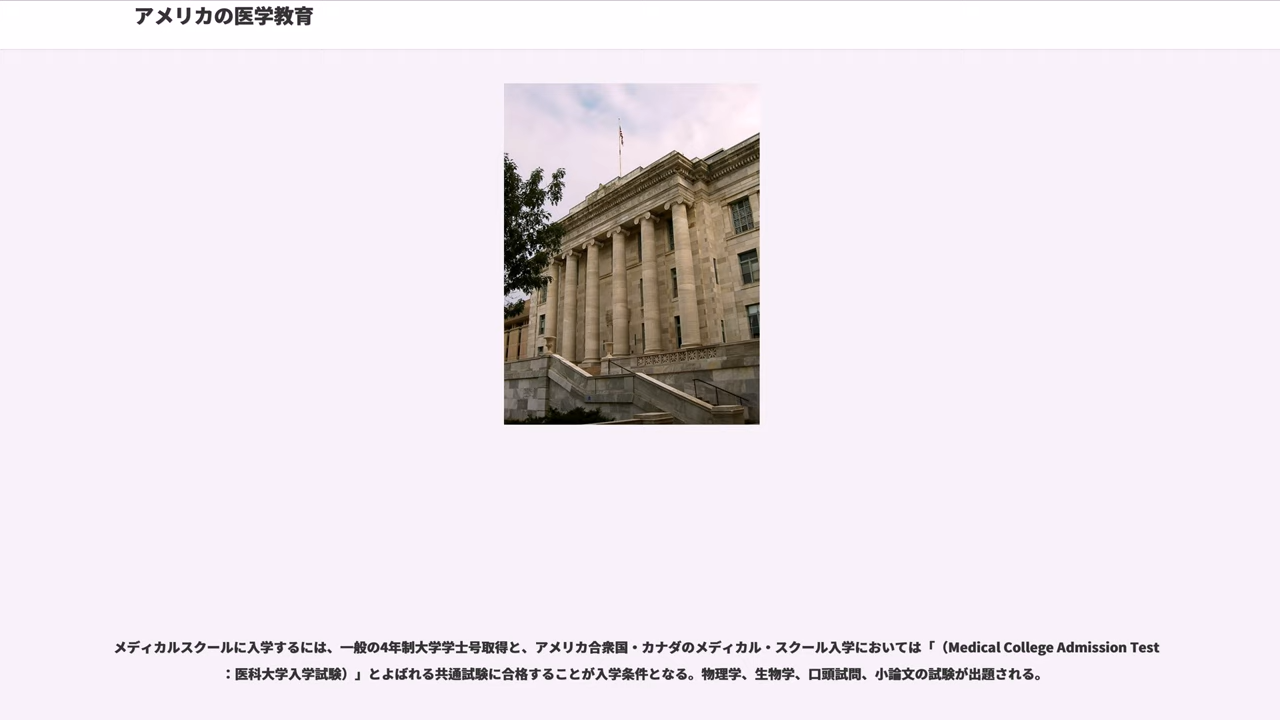 アメリカの医学教育
メディカルスクールに入学するには、一般の4年制大学学士号取得と、アメリカ合衆国・カナダのメディカル・スクール入学においては「（Medical College Admission Test
：医科大学入学試験）」とよばれる共通試験に合格することが入学条件となる。物理学、生物学、口頭試問、小論文の試験が出題される。